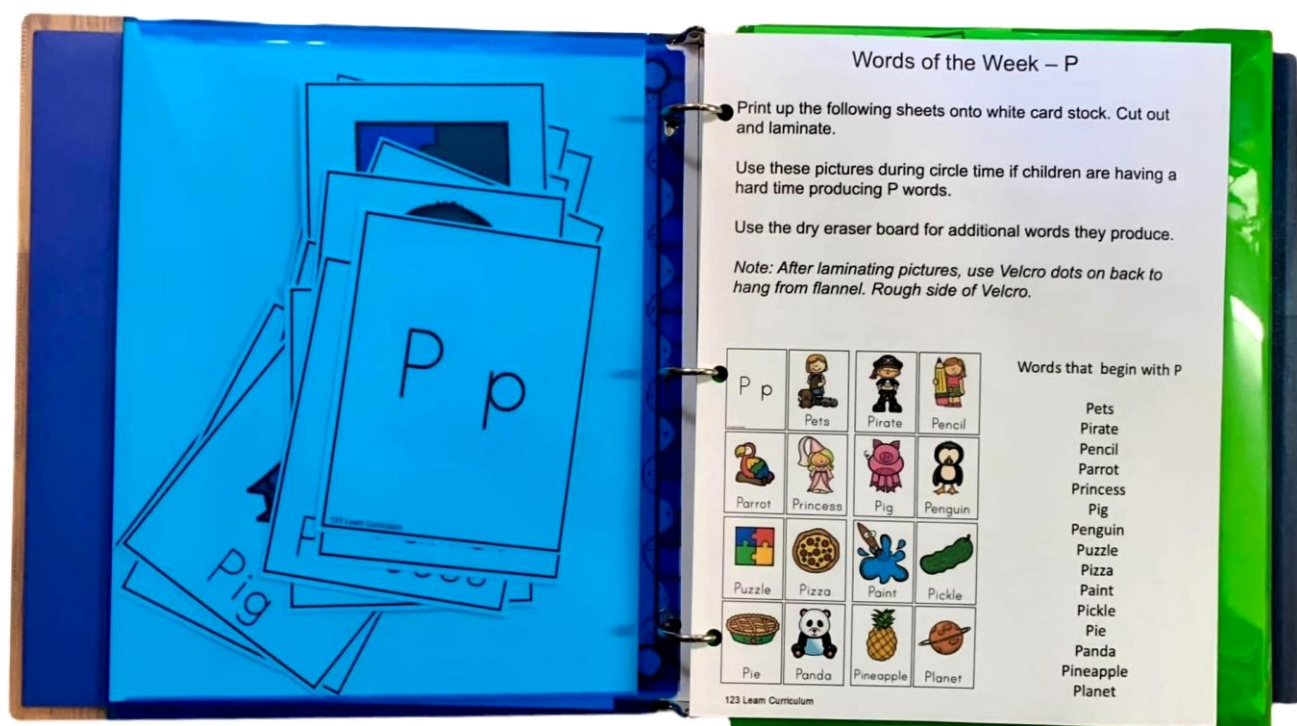 P p
123 Learn Curriculum
Pig
Words of the Week – P
Print up the following sheets onto white card stock. Cut out
and laminate.
Use these pictures during circle time if children are having a
hard time producing P words.
Use the dry eraser board for additional words they produce.
Note: After laminating pictures, use Velcro dots on back to
hang from flannel. Rough side of Velcro.
P p
Pets
Pirate
Pencil
Parrot
Princess
Pig
Penguin
Puzzle
Pizza
Paint
Pickle
Pie
Panda
Pineapple
Planet
123 Learn Curriculum
Words that begin with P
Pets
Pirate
Pencil
Parrot
Princess
Pig
Penguin
Puzzle
Pizza
Paint
Pickle
Pie
Panda
Pineapple
Planet